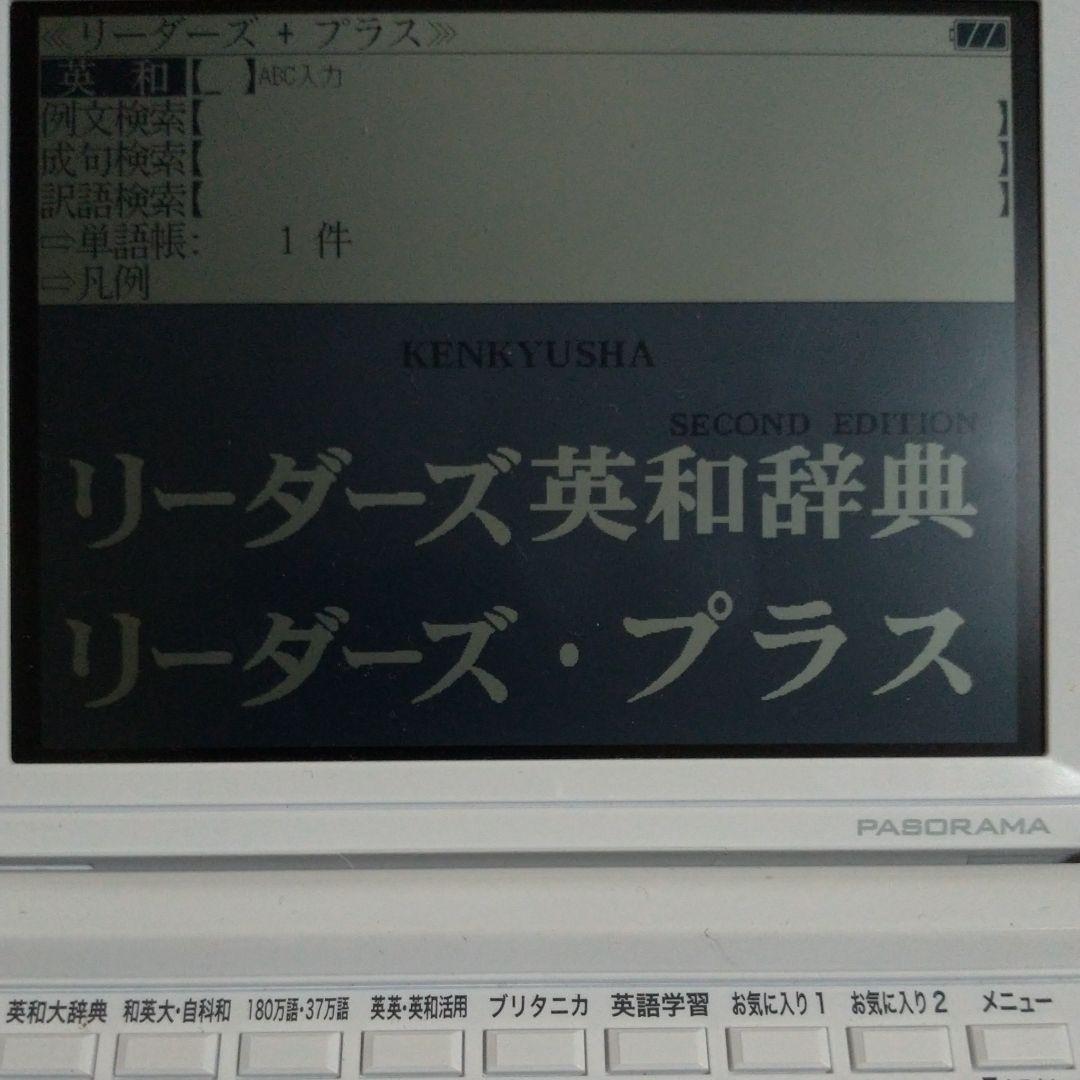 ≪リーダーズ + プラス≫
英 和【_ 】ABC入力
例文検索【 】
成句検索【 】
訳語検索【 】
⇨単語帳: 1 件
⇨凡例
KENKYUSHA
SECOND EDITION
リーダーズ英和辞典
リーダーズ・プラス
PASORAMA
英和大辞典 和英大・自科和 180万語・37万語 英英・英和活用 ブリタニカ 英語学習 お気に入り1 お気に入り2 メニュー